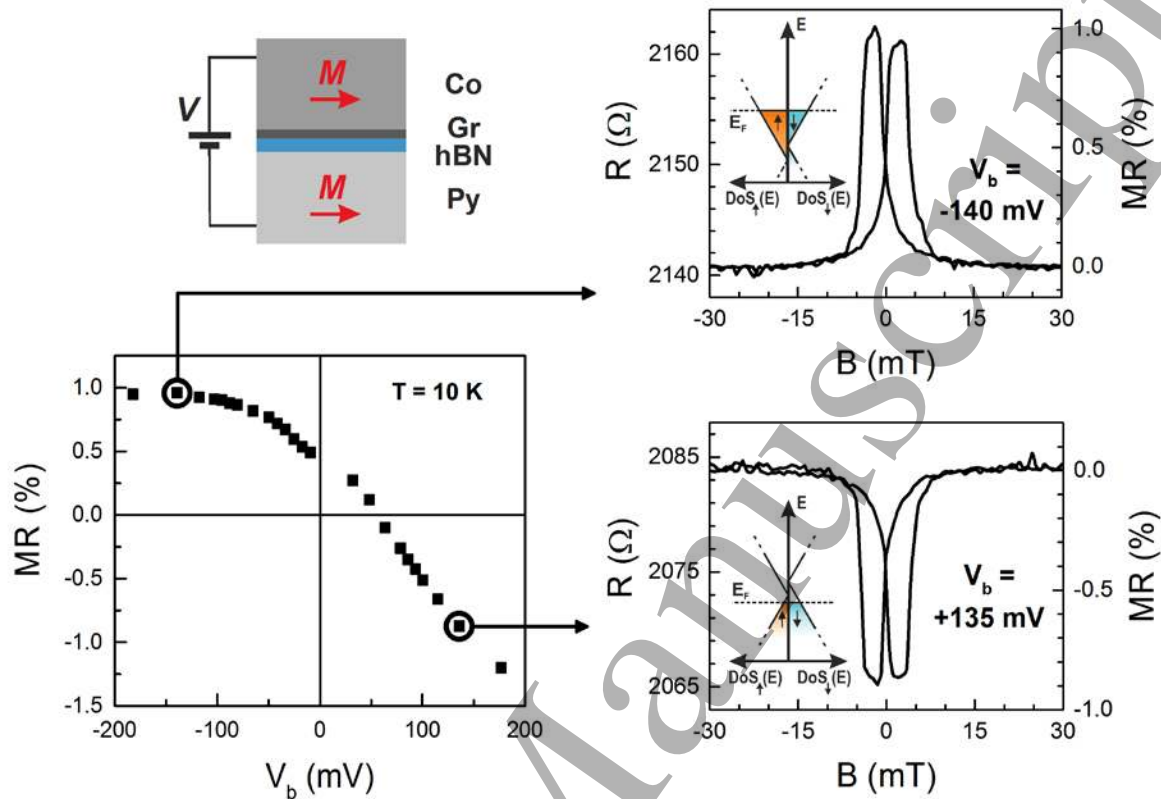 M
Co
V
Gr
hBN
M
Py
MR (%)
1.0
0.5
0.0
-0.5
-1.0
-1.5
T = 10 K
-200
-100
0
100
200
V_b (mV)
R (Ω)
2160
2150
2140
E
E_F
↑
↓
DoS↑(E)
DoS↓(E)
V_b =
-140 mV
1.0
0.5
0.0
MR (%)
-30
-15
0
15
30
B (mT)
R (Ω)
2085
2075
2065
E
E_F
↑
↓
DoS↑(E)
DoS↓(E)
V_b =
+135 mV
0.0
-0.5
-1.0
MR (%)
-30
-15
0
15
30
B (mT)
Manuscrip